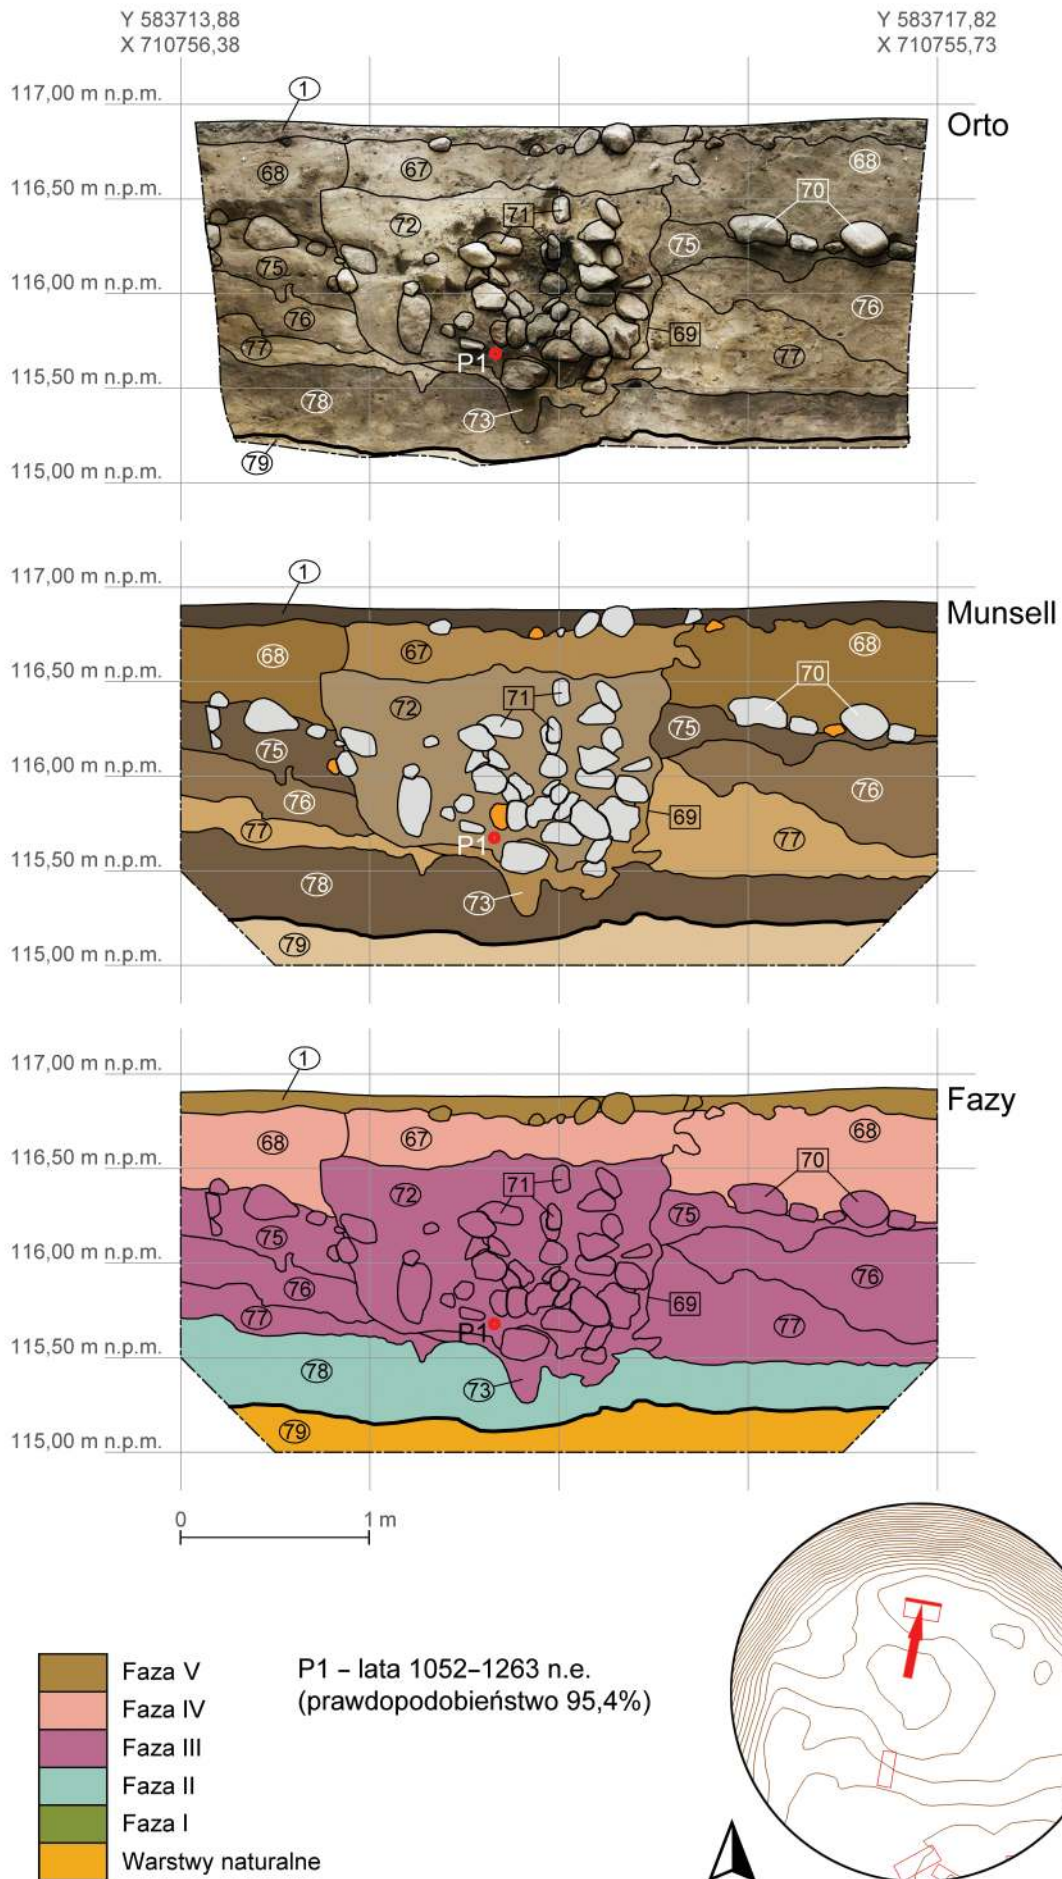 Y 583713,88
X 710756,38
Y 583717,82
X 710755,73
117,00 m n.p.m.
1
Orto
68
67
68
116,50 m n.p.m.
72
71
70
75
75
116,00 m n.p.m.
76
76
77
69
77
P1
115,50 m n.p.m.
78
73
79
115,00 m n.p.m.
117,00 m n.p.m.
1
Munsell
68
67
68
116,50 m n.p.m.
72
71
70
75
75
116,00 m n.p.m.
76
76
77
69
77
P1
115,50 m n.p.m.
78
73
79
115,00 m n.p.m.
117,00 m n.p.m.
1
Fazy
68
67
68
116,50 m n.p.m.
72
71
70
75
75
116,00 m n.p.m.
76
76
77
69
77
P1
115,50 m n.p.m.
78
73
79
115,00 m n.p.m.
0 1 m
Faza V
Faza IV
Faza III
Faza II
Faza I
Warstwy naturalne
P1 – lata 1052–1263 n.e.
(prawdopodobieństwo 95,4%)